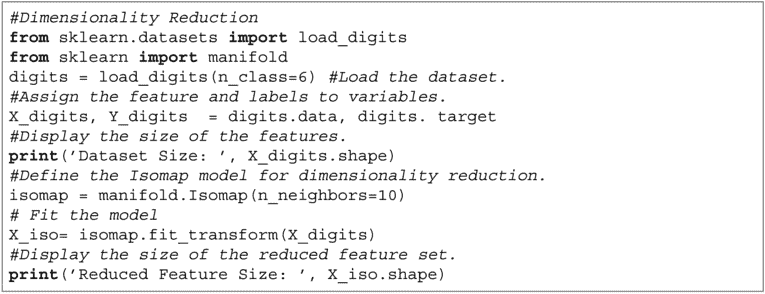 #Dimensionality Reduction
from sklearn.datasets import load_digits
from sklearn import manifold
digits = load_digits(n_class=6) #Load the dataset.
#Assign the feature and labels to variables.
X_digits, Y_digits  = digits.data, digits. target
#Display the size of the features.
print(’Dataset Size: ’, X_digits.shape)
#Define the Isomap model for dimensionality reduction.
isomap = manifold.Isomap(n_neighbors=10)
# Fit the model
X_iso= isomap.fit_transform(X_digits)
#Display the size of the reduced feature set.
print(’Reduced Feature Size: ’, X_iso.shape)